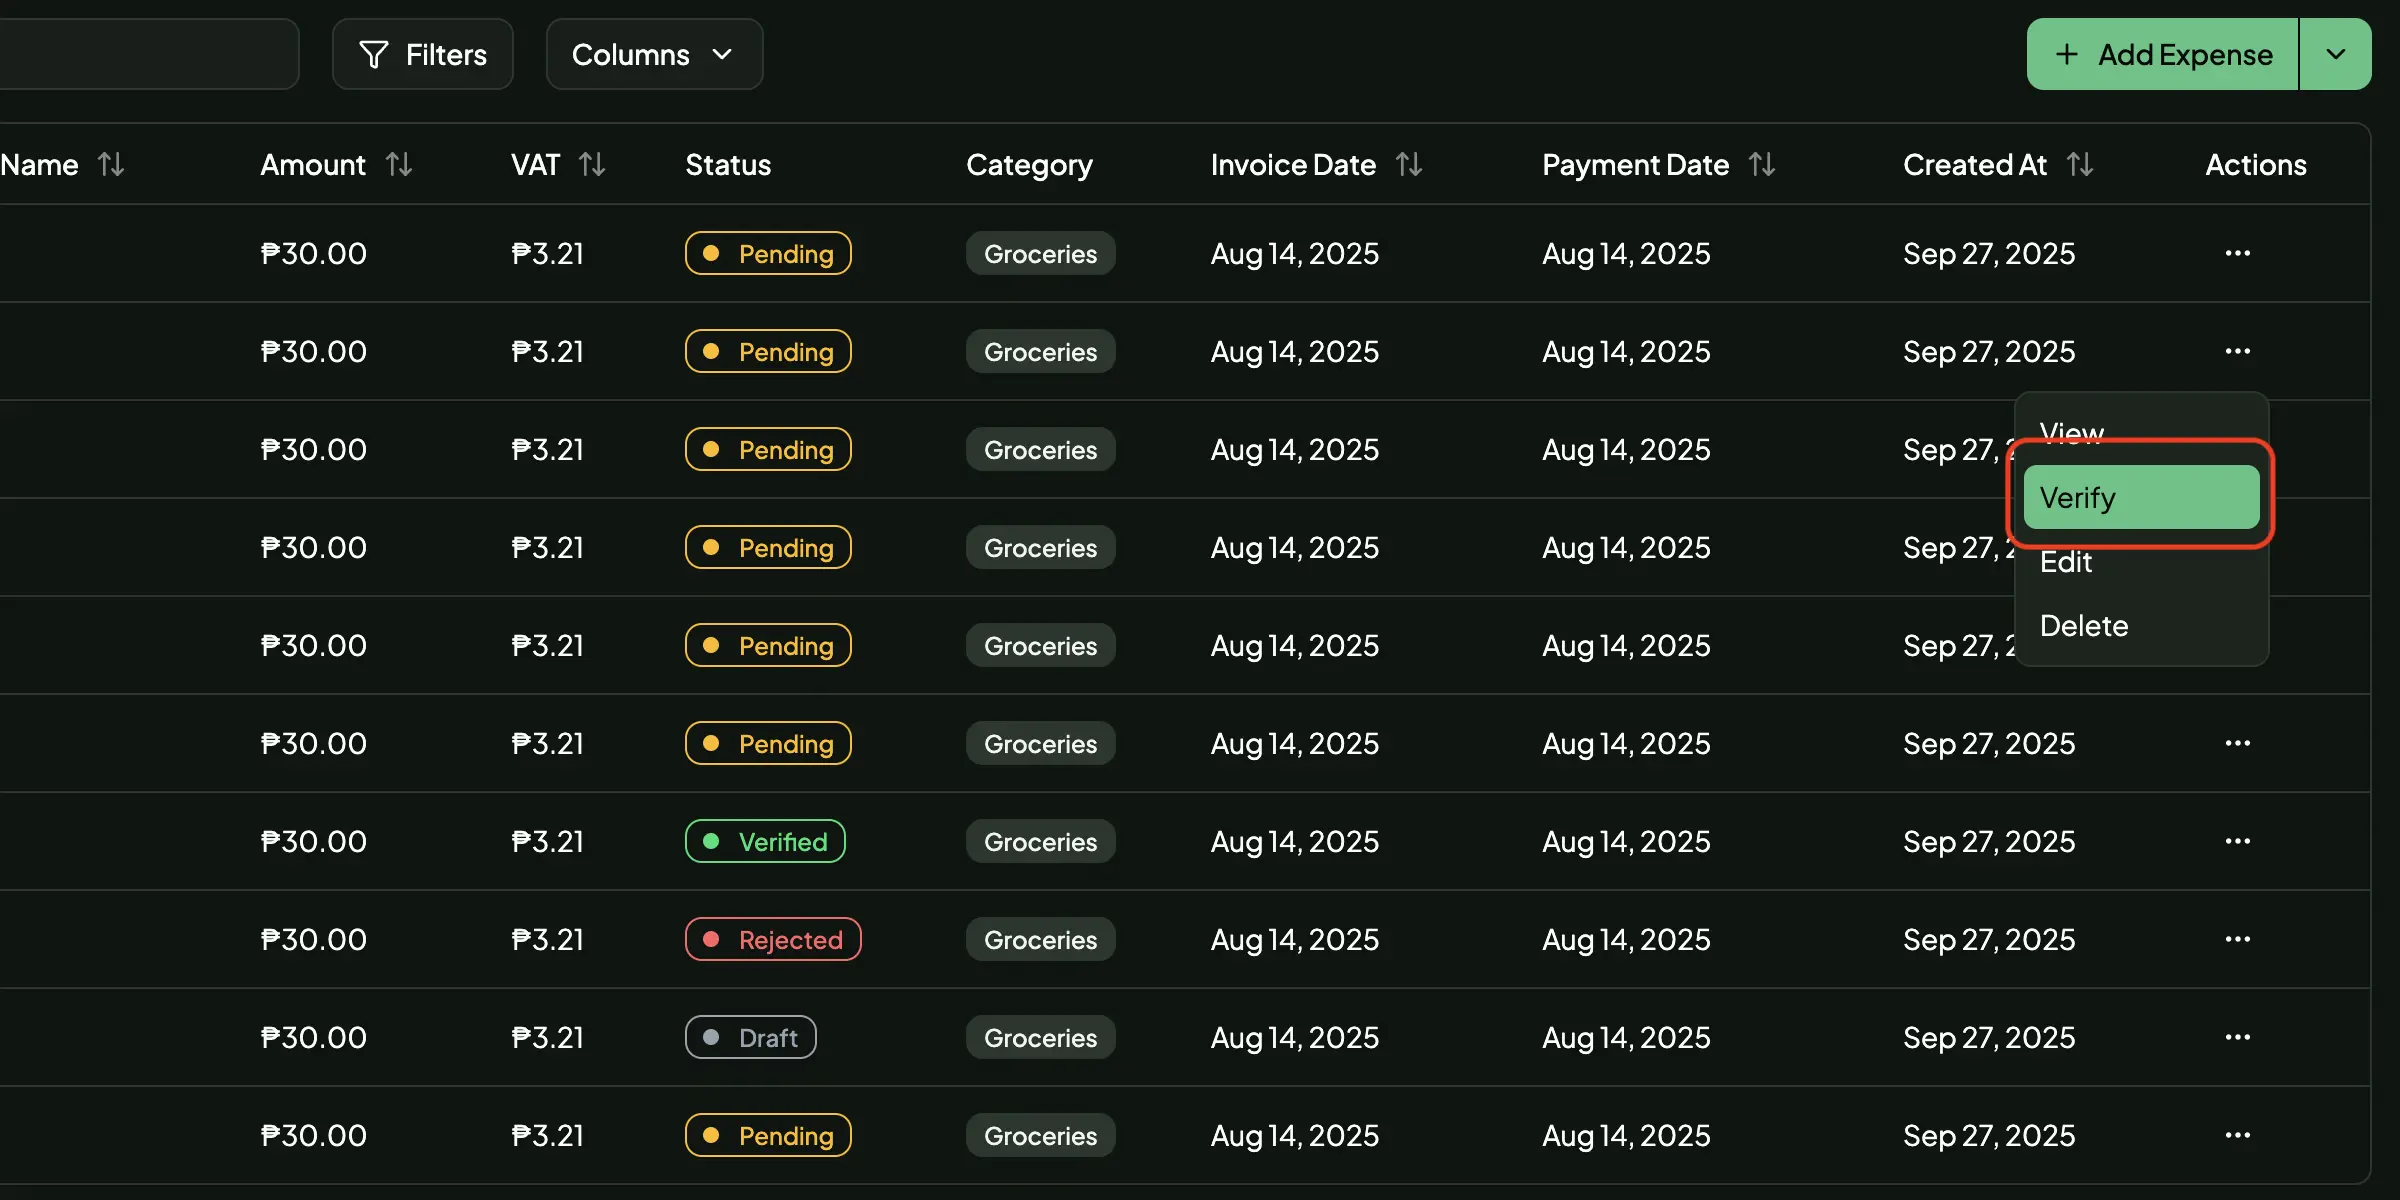 Filters Columns Add Expense
Name Amount VAT Status Category Invoice Date Payment Date Created At Actions
₱30.00 ₱3.21 Pending Groceries Aug 14, 2025 Aug 14, 2025 Sep 27, 2025 ...
₱30.00 ₱3.21 Pending Groceries Aug 14, 2025 Aug 14, 2025 Sep 27, 2025 ...
View
₱30.00 ₱3.21 Pending Groceries Aug 14, 2025 Aug 14, 2025 Sep 27,
Verify
₱30.00 ₱3.21 Pending Groceries Aug 14, 2025 Aug 14, 2025 Sep 27,
Edit
Delete
₱30.00 ₱3.21 Pending Groceries Aug 14, 2025 Aug 14, 2025 Sep 27,
₱30.00 ₱3.21 Pending Groceries Aug 14, 2025 Aug 14, 2025 Sep 27, 2025 ...
₱30.00 ₱3.21 Verified Groceries Aug 14, 2025 Aug 14, 2025 Sep 27, 2025 ...
₱30.00 ₱3.21 Rejected Groceries Aug 14, 2025 Aug 14, 2025 Sep 27, 2025 ...
₱30.00 ₱3.21 Draft Groceries Aug 14, 2025 Aug 14, 2025 Sep 27, 2025 ...
₱30.00 ₱3.21 Pending Groceries Aug 14, 2025 Aug 14, 2025 Sep 27, 2025 ...